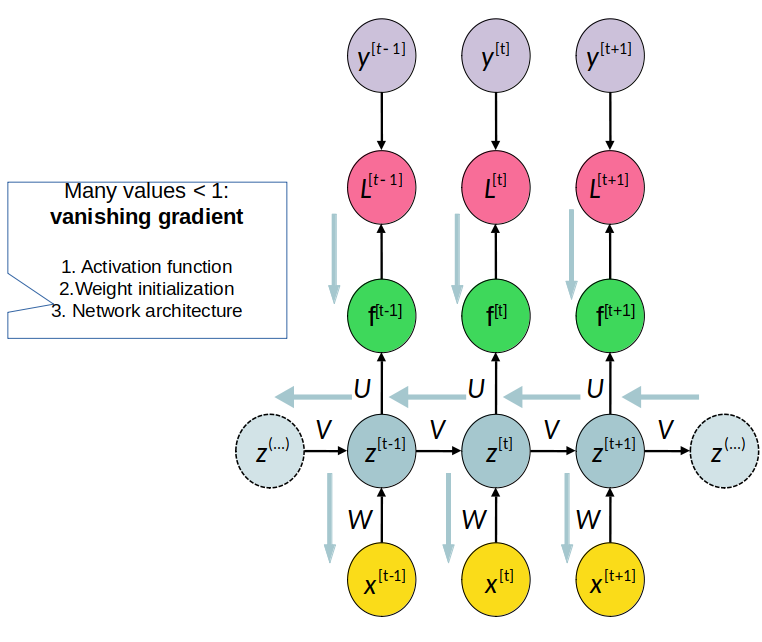 y[t-1] y[t] y[t+1]
L[t-1] L[t] L[t+1]
Many values < 1:
vanishing gradient
1. Activation function
2.Weight initialization
3. Network architecture
f[t-1] f[t] f[t+1]
U U U
V V V V
z(...) z[t-1] z[t] z[t+1] z(...)
W W W
x[t-1] x[t] x[t+1]